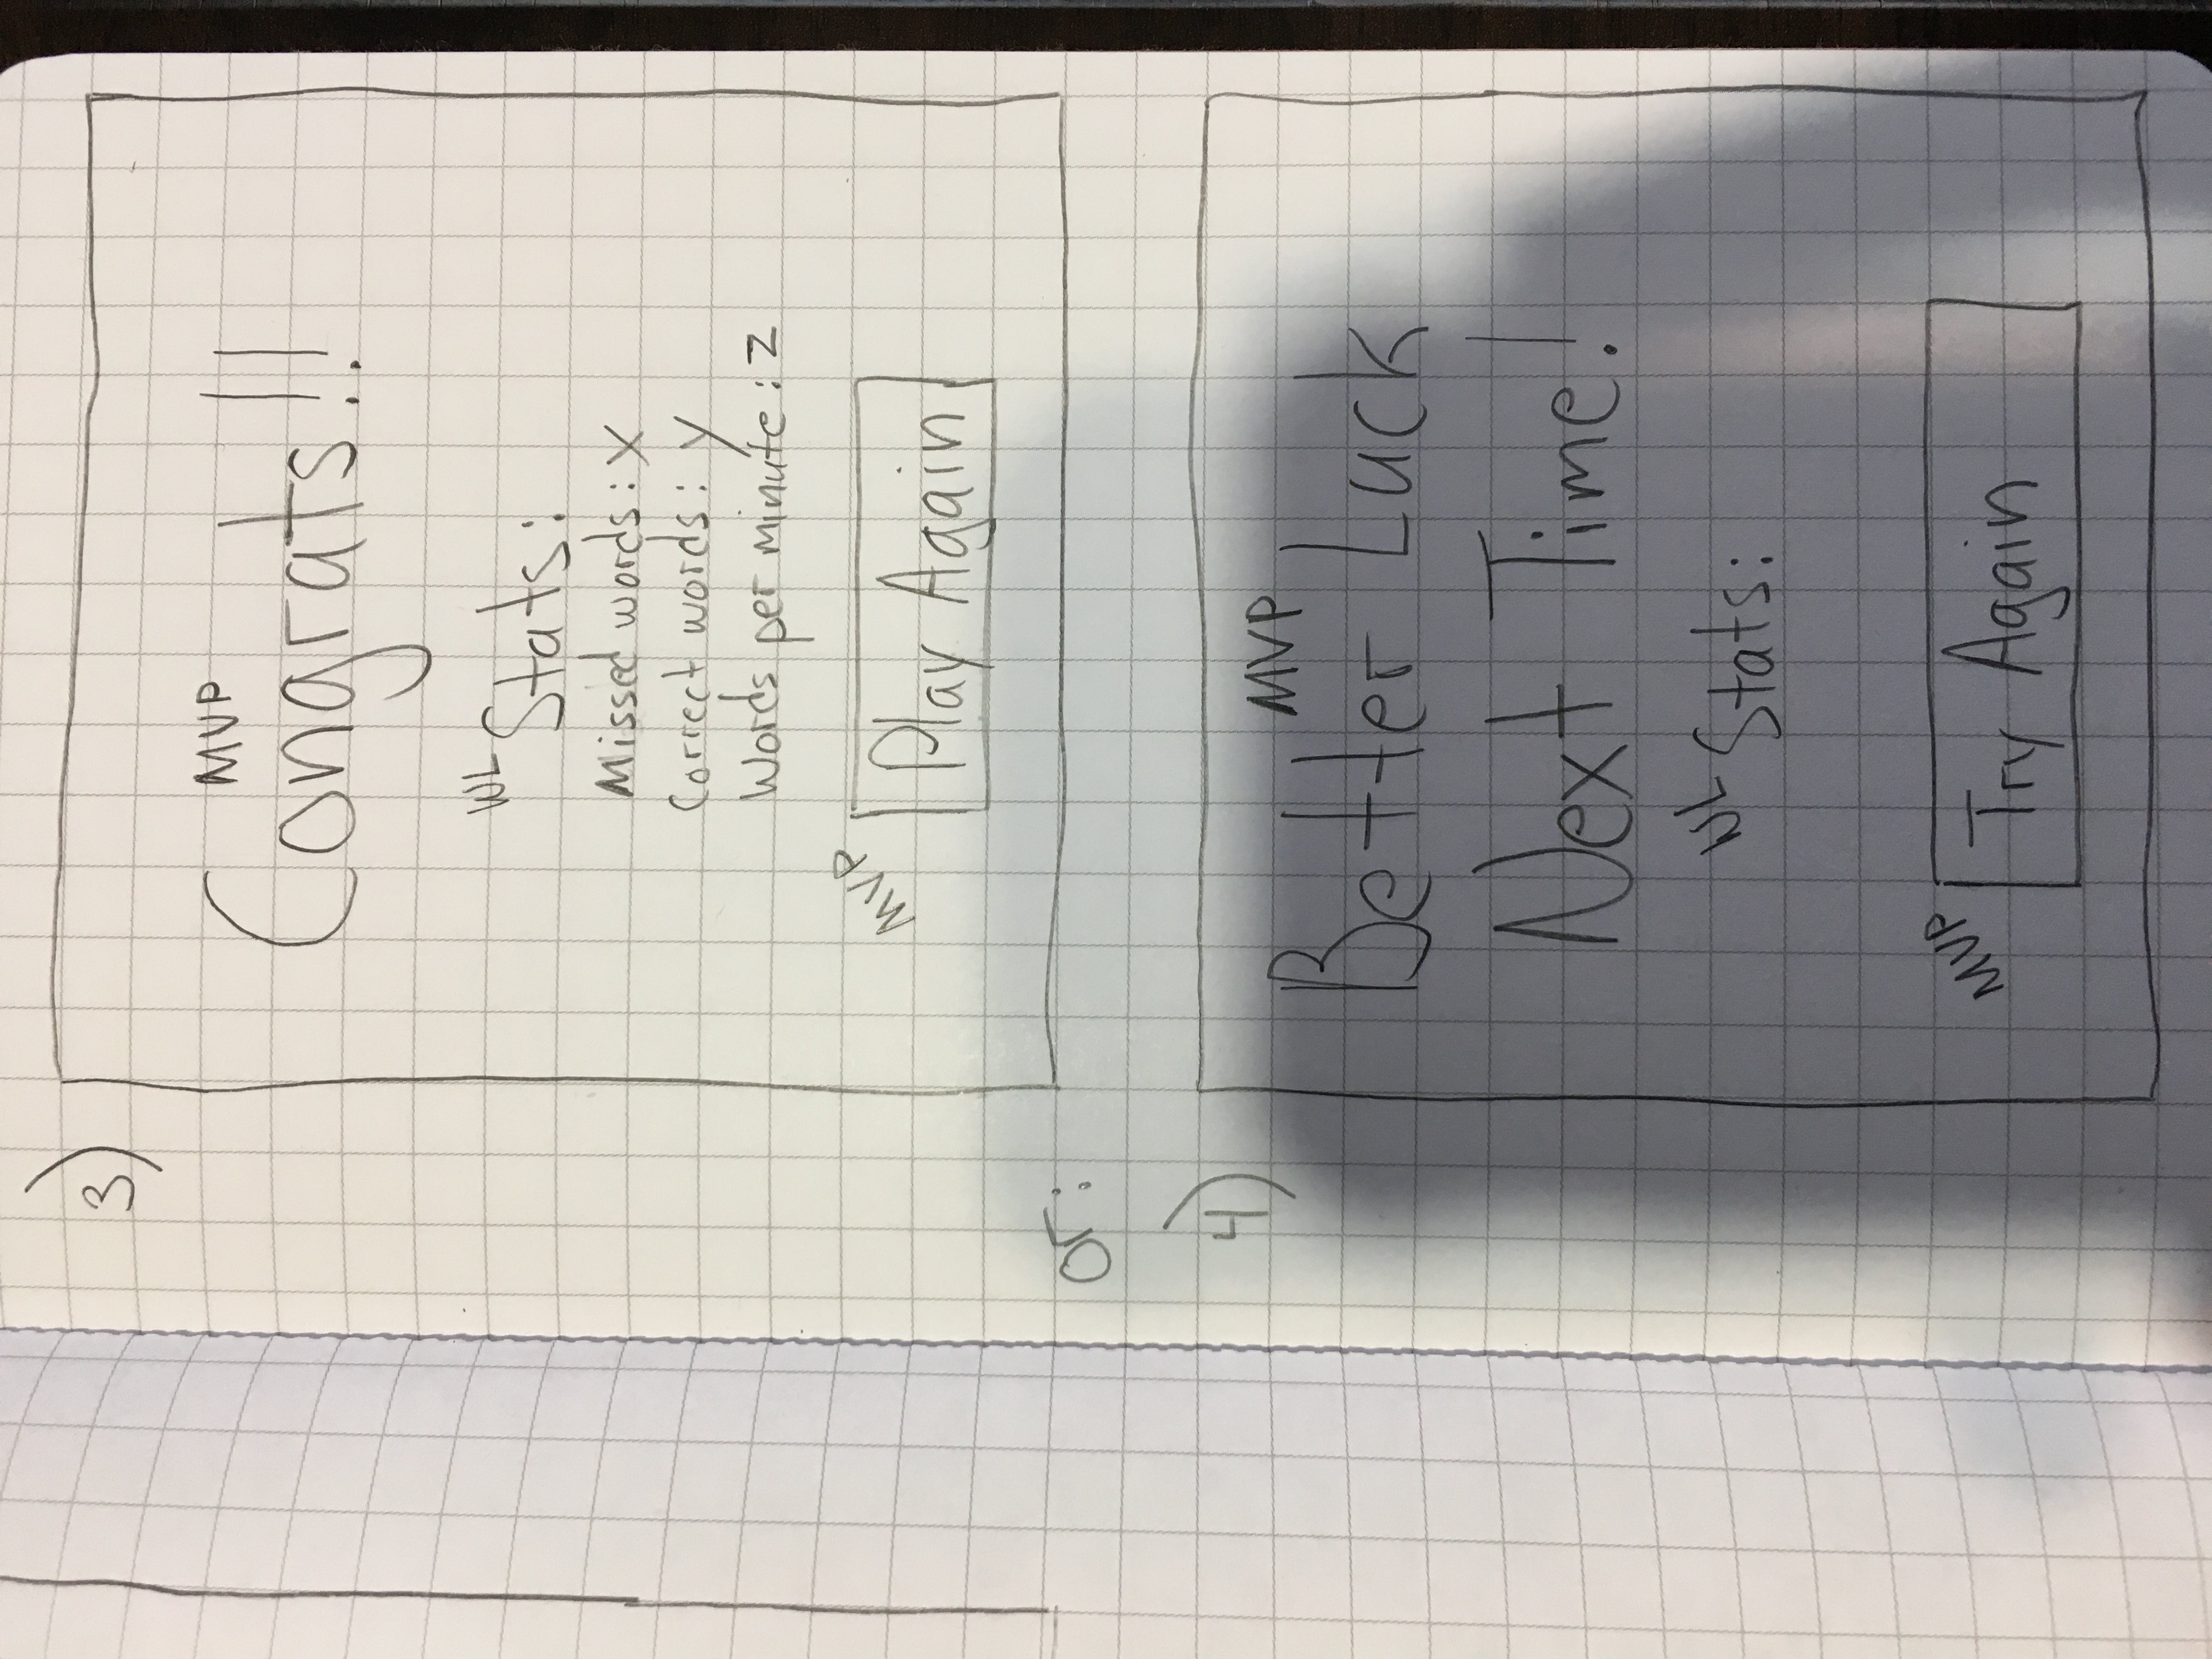 3)
MVP
Congrats!!
WL Stats:
Missed words: x
Correct words: y
Words per minute: z
MVP Play Again
or:
4)
MVP
Better Luck
Next Time!
WL Stats:
MVP Try Again